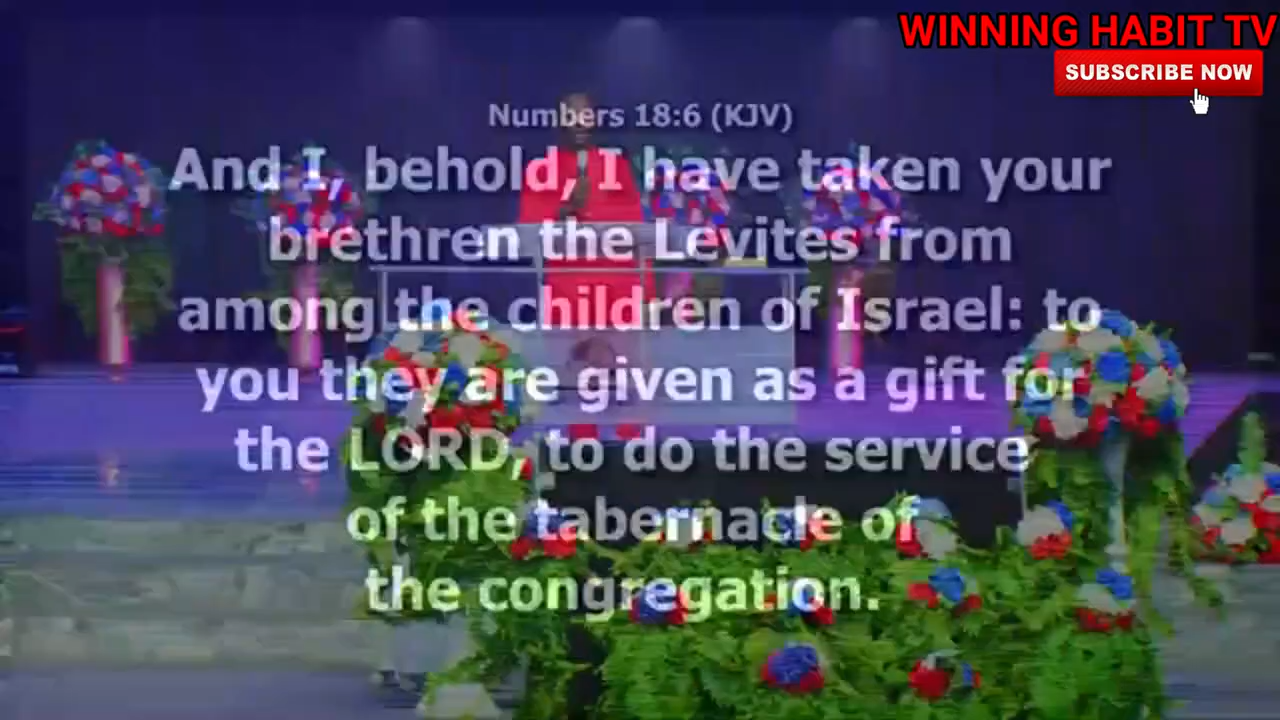 WINNING HABIT TV
SUBSCRIBE NOW
Numbers 18:6 (KJV)
And I, behold, I have taken your
brethren the Levites from
among the children of Israel: to
you they are given as a gift for
the LORD, to do the service
of the tabernacle of
the congregation.